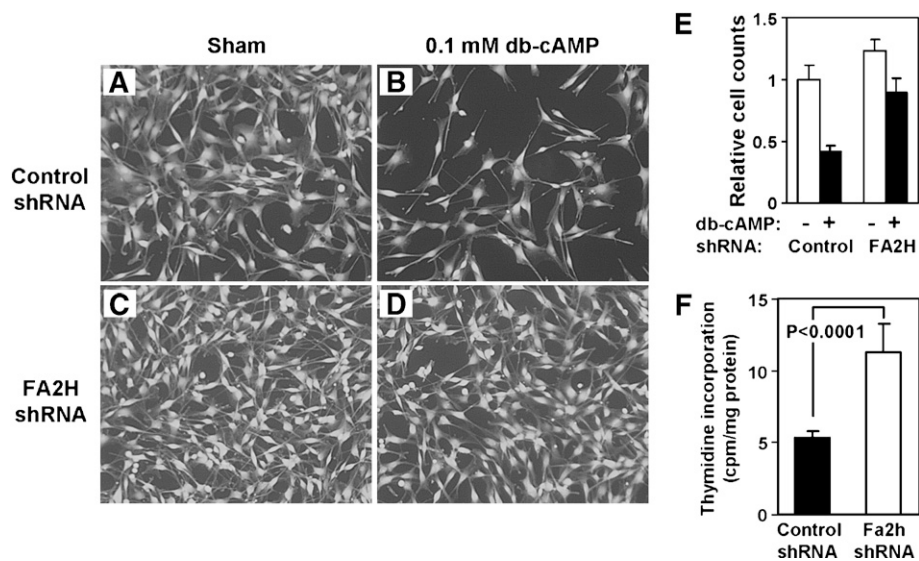 Sham
0.1 mM db-cAMP
Control
shRNA
FA2H
shRNA
A
B
C
D
E
Relative cell counts
1.5
1
0.5
0
db-cAMP: - + - +
shRNA: Control FA2H
F
Thymidine incorporation
(cpm/mg protein)
15
10
5
0
P<0.0001
Control
shRNA
Fa2h
shRNA